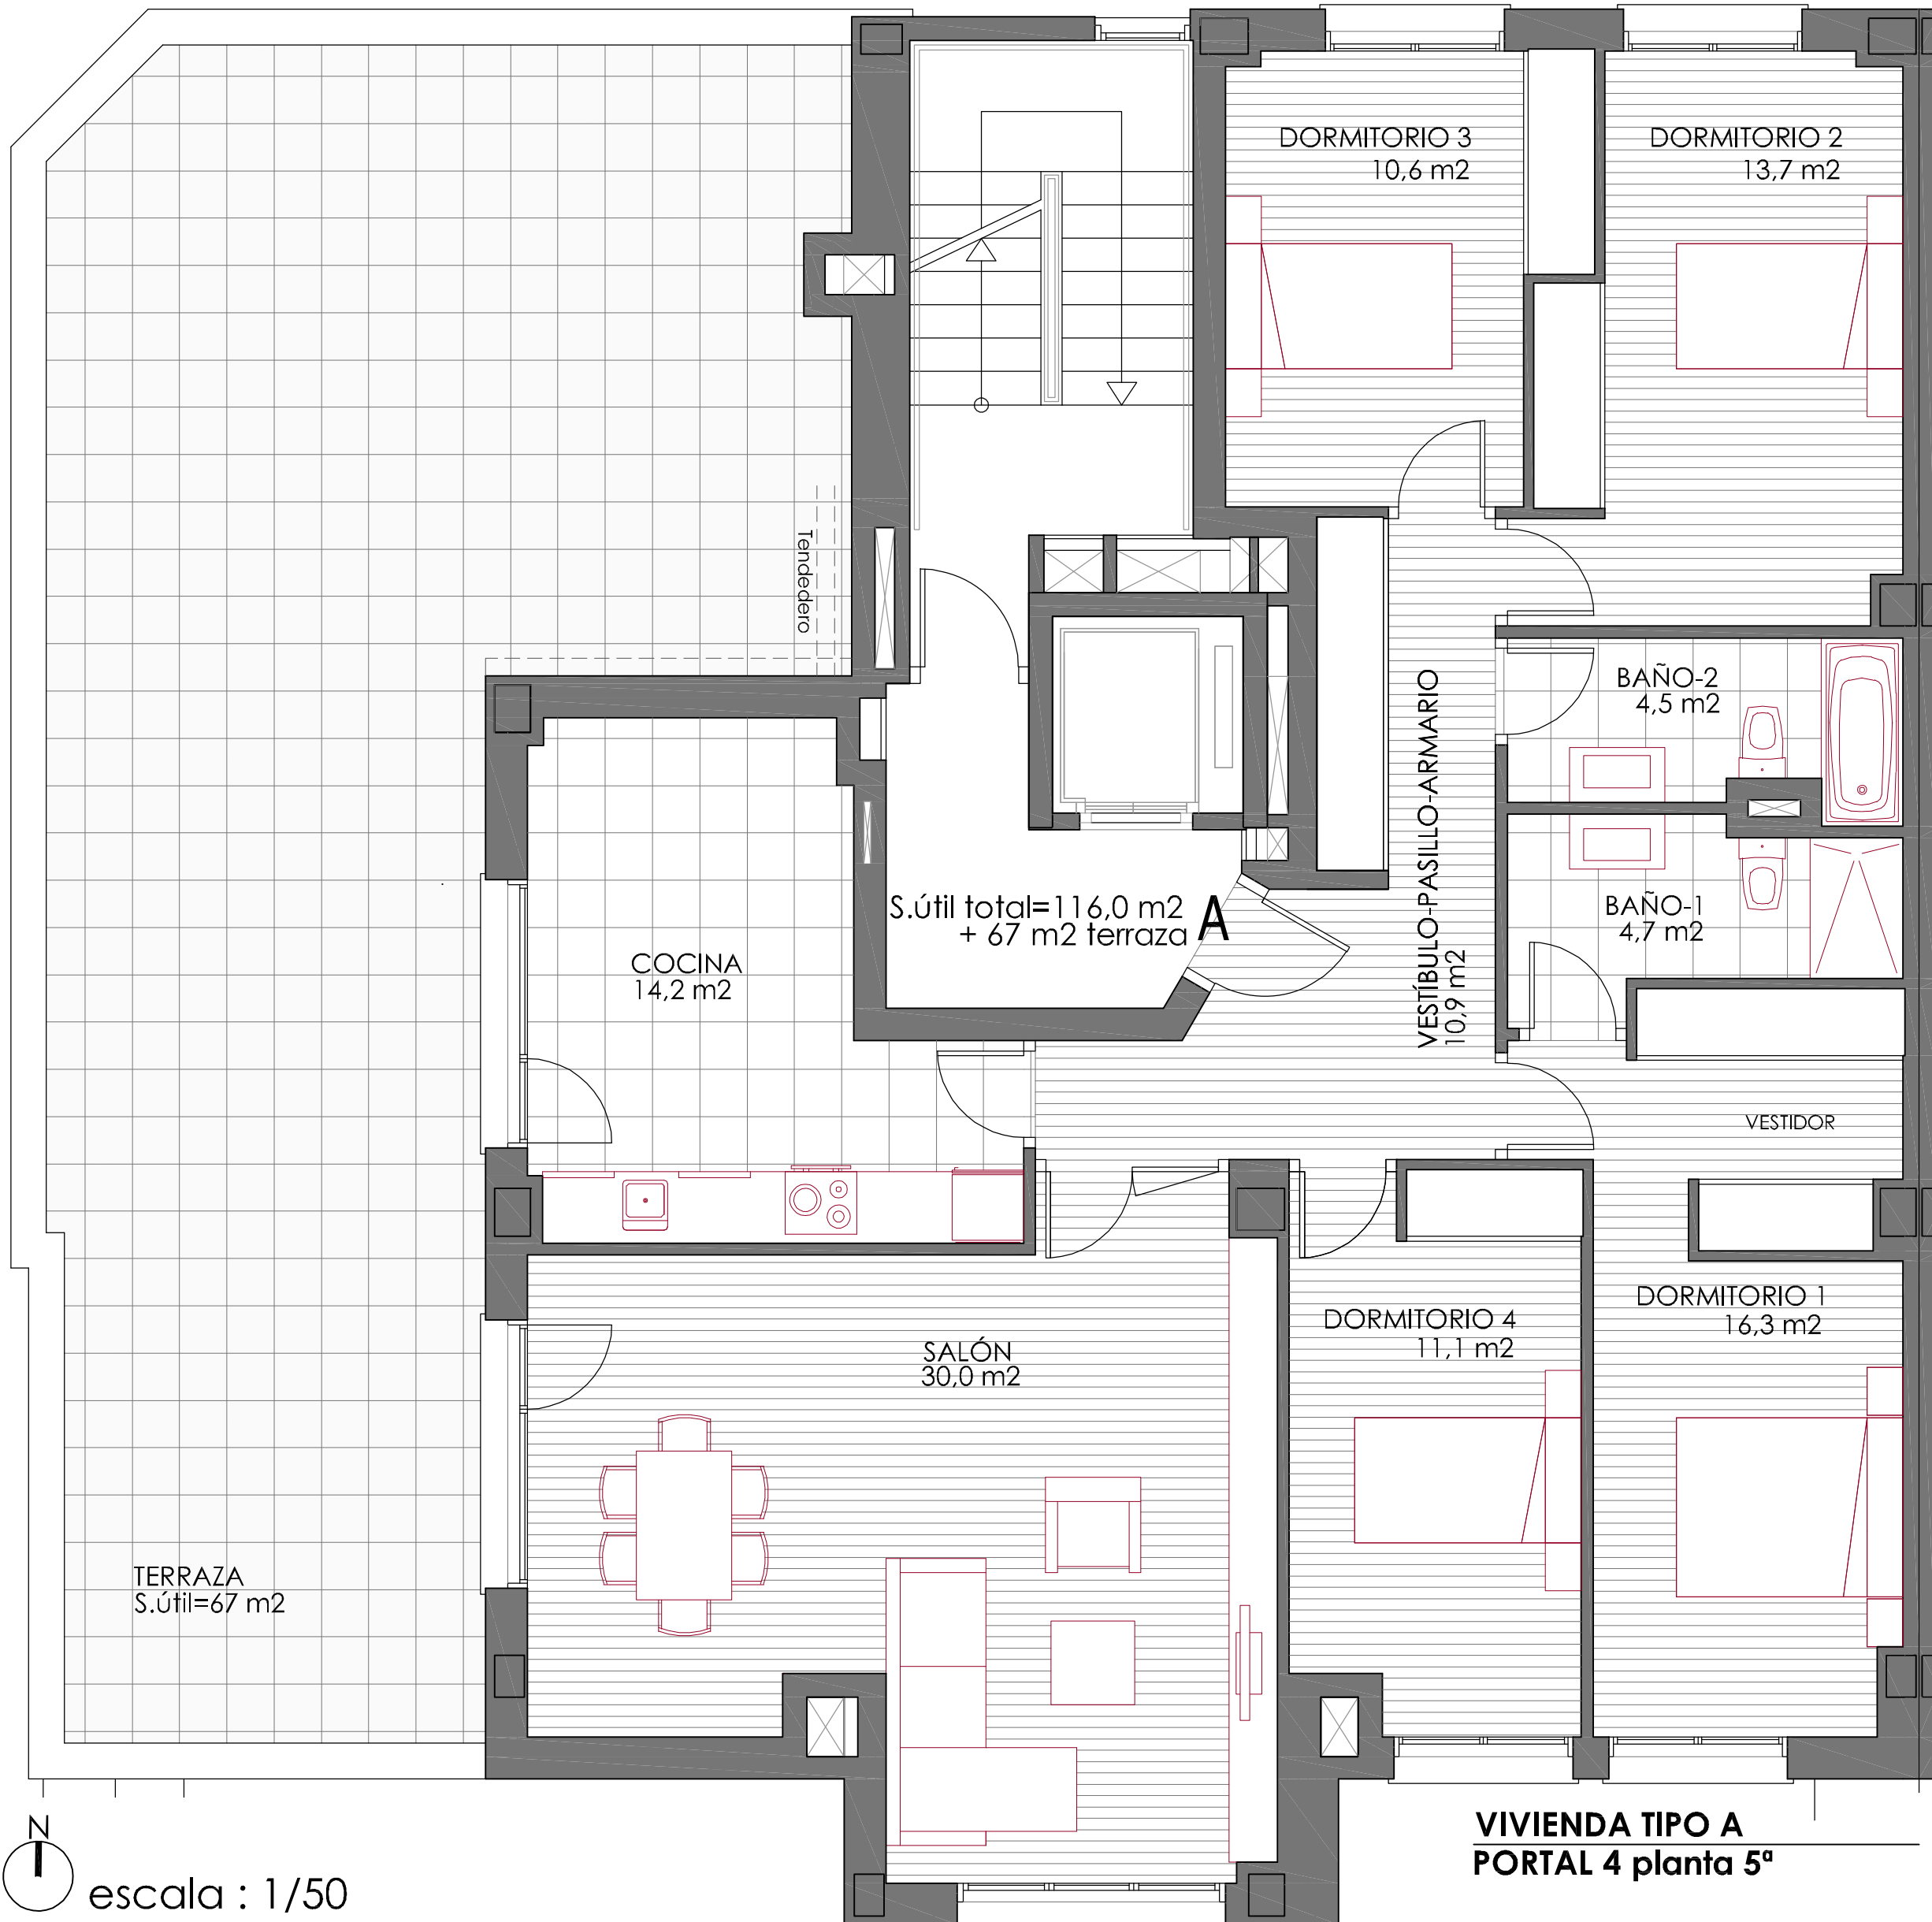 DORMITORIO 3
10,6 m2
DORMITORIO 2
13,7 m2
Tendedero
BAÑO-2
4,5 m2
VESTÍBULO-PASILLO-ARMARIO
10,9 m2
S.útil total=116,0 m2
+ 67 m2 terraza
A
BAÑO-1
4,7 m2
COCINA
14,2 m2
VESTIDOR
DORMITORIO 1
16,3 m2
DORMITORIO 4
11,1 m2
SALÓN
30,0 m2
TERRAZA
S.útil=67 m2
N
escala : 1/50
VIVIENDA TIPO A
PORTAL 4 planta 5ª